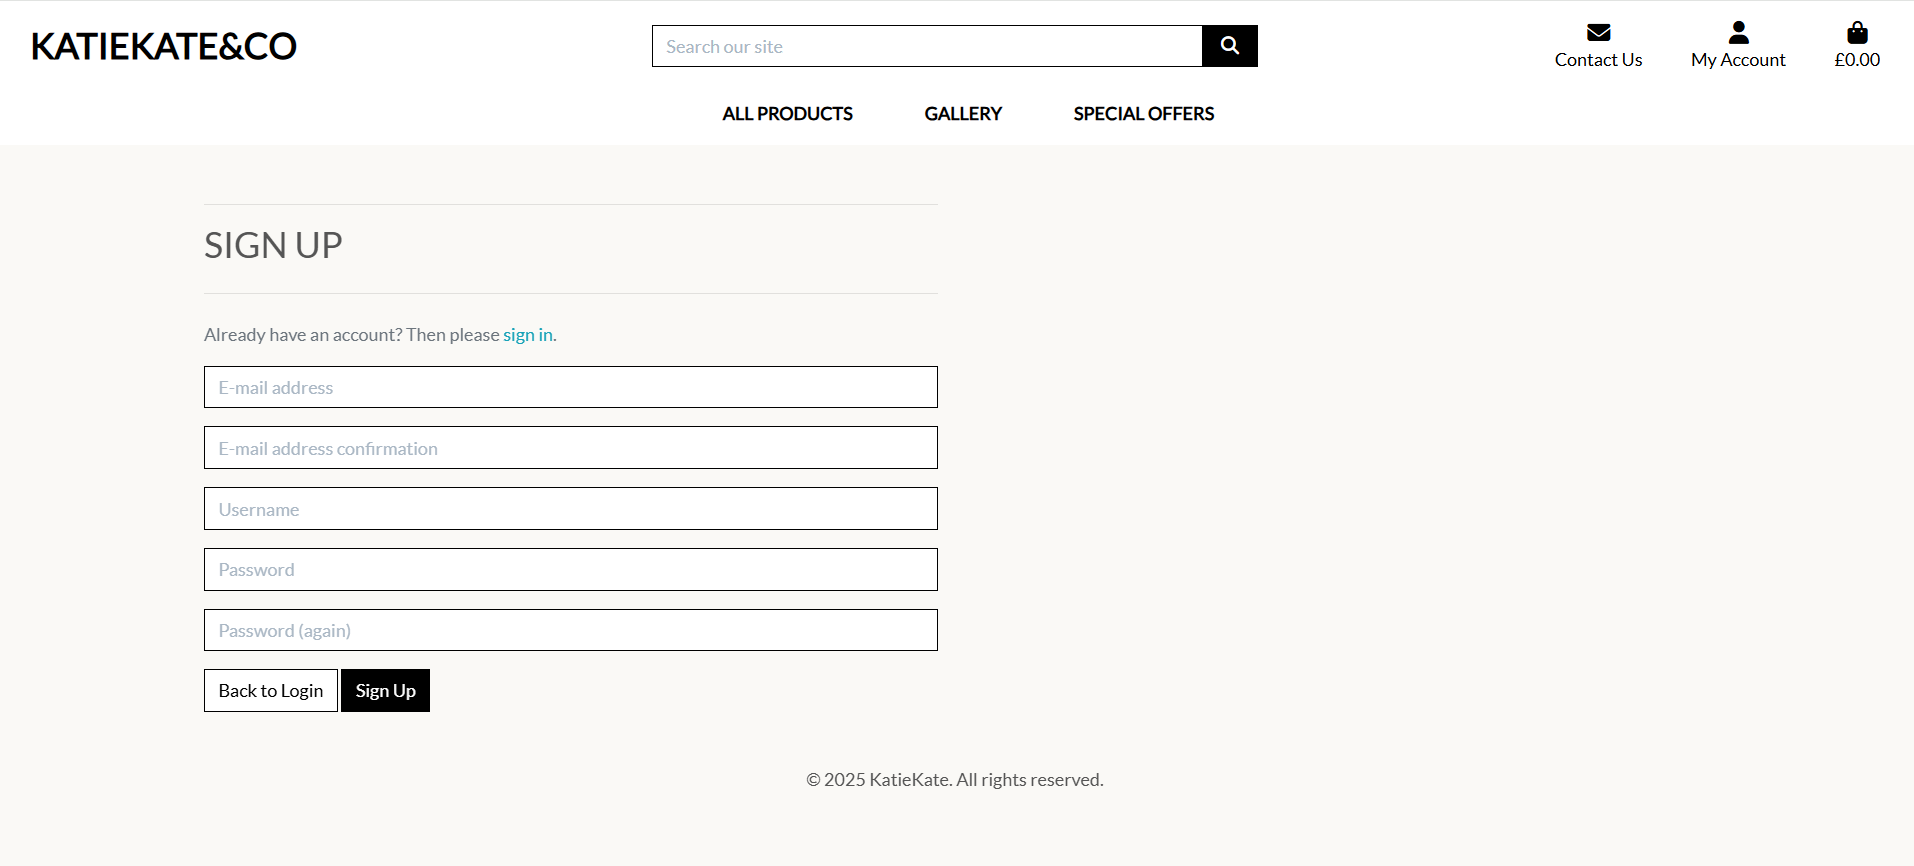 KATIEKATE&CO
Search our site
Contact Us
My Account
£0.00
ALL PRODUCTS
GALLERY
SPECIAL OFFERS
SIGN UP
Already have an account? Then please sign in.
E-mail address
E-mail address confirmation
Username
Password
Password (again)
Back to Login
Sign Up
© 2025 KatieKate. All rights reserved.